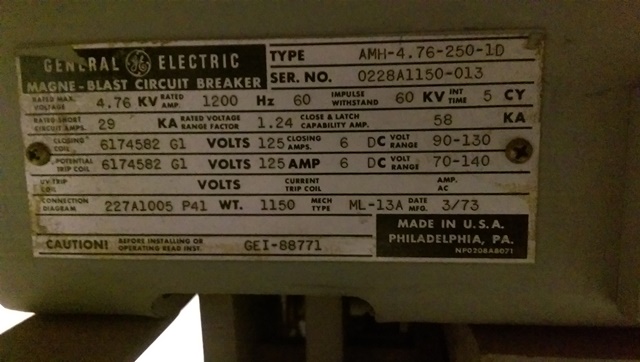 GENERAL GE ELECTRIC TYPE AMH-4.76-250-1D
MAGNE-BLAST CIRCUIT BREAKER SER. NO. 0228A1150-013
RATED MAX. VOLTAGE 4.76 KV RATED AMP. 1200 Hz 60 IMPULSE WITHSTAND 60 KV INT TIME 5 CY
RATED SHORT CIRCUIT AMPS. 29 KA RATED VOLTAGE RANGE FACTOR 1.24 CLOSE & LATCH CAPABILITY AMP. 58 KA
CLOSING COIL 6174582 G1 VOLTS 125 CLOSING AMPS. 6 DC VOLT RANGE 90-130
POTENTIAL TRIP COIL 6174582 G1 VOLTS 125 AMP 6 DC VOLT RANGE 70-140
UV TRIP COIL VOLTS CURRENT TRIP COIL AMP. AC
CONNECTION DIAGRAM 227A1005 P41 WT. 1150 MECH TYPE ML-13A DATE MFG. 3/73
MADE IN U.S.A.
PHILADELPHIA, PA.
CAUTION! BEFORE INSTALLING OR OPERATING READ INST. GEI-88771
NP0208A8071